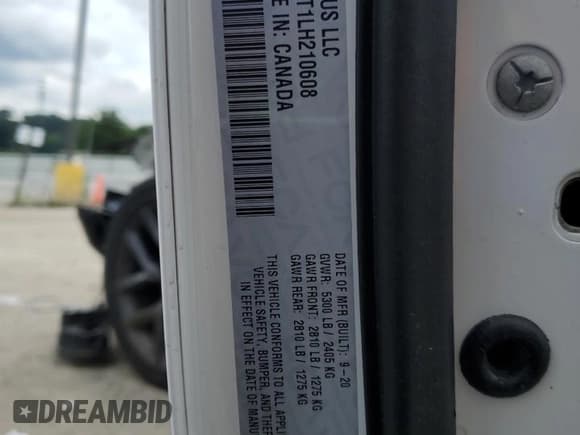 US LLC
T1LH210608
E IN: CANADA
DATE OF MFR (BUILT): 9-20
GVWR: 5300 LB / 2405 KG
GAWR FRONT: 2810 LB / 1275 KG
GAWR REAR: 2810 LB / 1275 KG
THIS VEHICLE CONFORMS TO ALL APPLI
VEHICLE SAFETY, BUMPER, AND THEF
IN EFFECT ON THE DATE OF MANU
DREAMBID